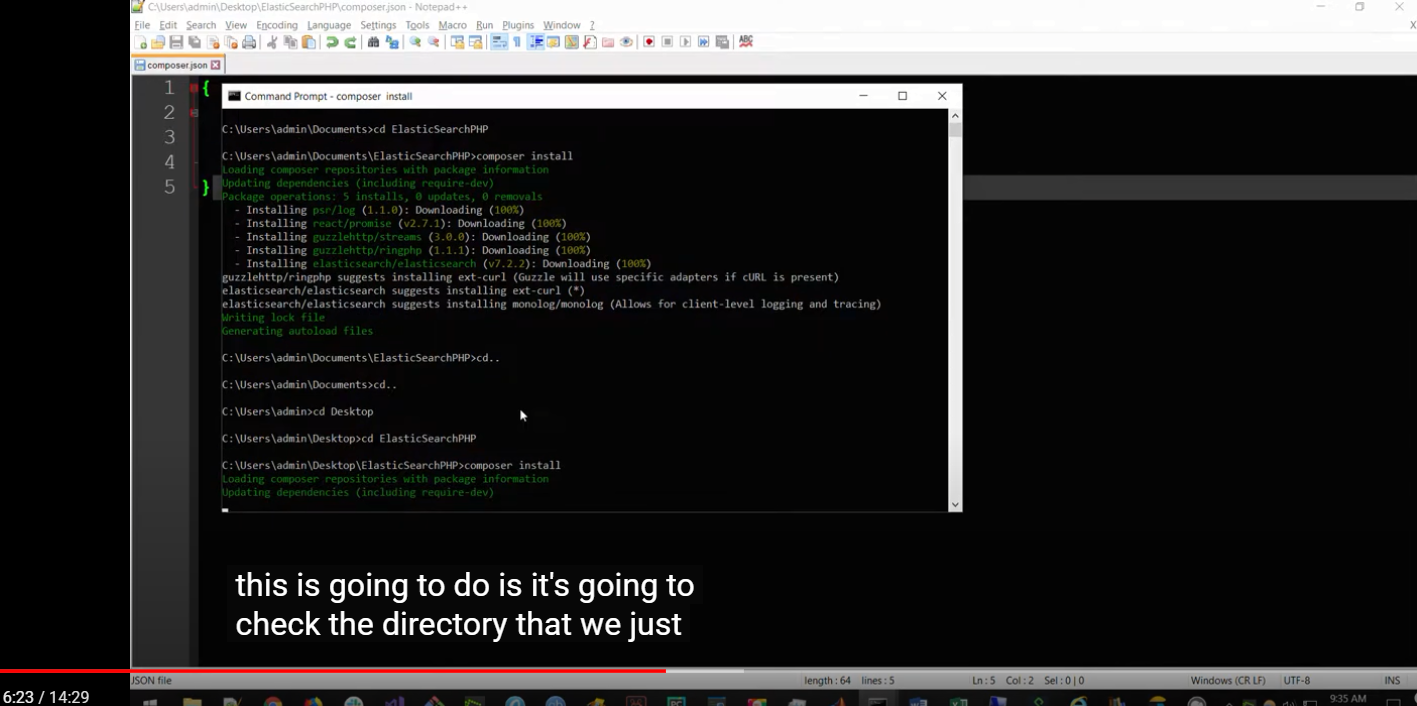 C:\Users\admin\Desktop\ElasticSearchPHP\composer.json - Notepad++
File Edit Search View Encoding Language Settings Tools Macro Run Plugins Window ?
X
composer.json
1 {
2
3
4
5 }
Command Prompt - composer install
C:\Users\admin\Documents>cd ElasticSearchPHP
C:\Users\admin\Documents\ElasticSearchPHP>composer install
Loading composer repositories with package information
Updating dependencies (including require-dev)
Package operations: 5 installs, 0 updates, 0 removals
- Installing psr/log (1.1.0): Downloading (100%)
- Installing react/promise (v2.7.1): Downloading (100%)
- Installing guzzlehttp/streams (3.0.0): Downloading (100%)
- Installing guzzlehttp/ringphp (1.1.1): Downloading (100%)
- Installing elasticsearch/elasticsearch (v7.2.2): Downloading (100%)
guzzlehttp/ringphp suggests installing ext-curl (Guzzle will use specific adapters if cURL is present)
elasticsearch/elasticsearch suggests installing ext-curl (*)
elasticsearch/elasticsearch suggests installing monolog/monolog (Allows for client-level logging and tracing)
Writing lock file
Generating autoload files
C:\Users\admin\Documents\ElasticSearchPHP>cd..
C:\Users\admin\Documents>cd..
C:\Users\admin>cd Desktop
C:\Users\admin\Desktop>cd ElasticSearchPHP
C:\Users\admin\Desktop\ElasticSearchPHP>composer install
Loading composer repositories with package information
Updating dependencies (including require-dev)
this is going to do is it's going to
check the directory that we just
JSON file length : 64 lines : 5 Ln : 5 Col : 2 Sel : 0 | 0 Windows (CR LF) UTF-8 INS
6:23 / 14:29
9:35 AM